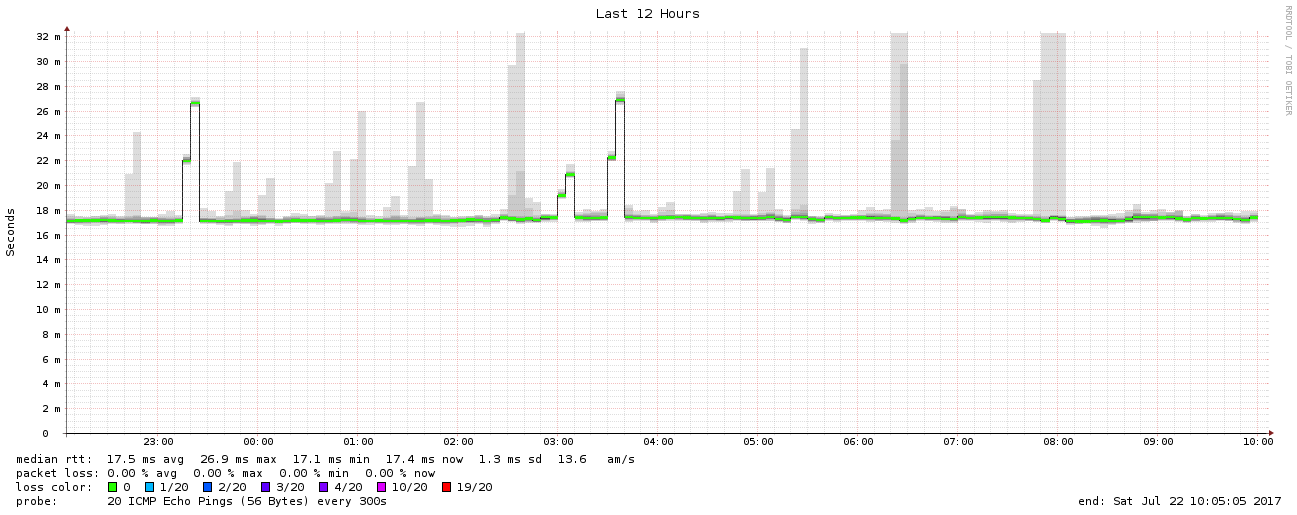 Last 12 Hours
RRDTOOL / TOBI OETIKER
Seconds
32 m
30 m
28 m
26 m
24 m
22 m
20 m
18 m
16 m
14 m
12 m
10 m
8 m
6 m
4 m
2 m
0
23:00 00:00 01:00 02:00 03:00 04:00 05:00 06:00 07:00 08:00 09:00 10:00
median rtt: 17.5 ms avg 26.9 ms max 17.1 ms min 17.4 ms now 1.3 ms sd 13.6 am/s
packet loss: 0.00 % avg 0.00 % max 0.00 % min 0.00 % now
loss color: 0 1/20 2/20 3/20 4/20 10/20 19/20
probe: 20 ICMP Echo Pings (56 Bytes) every 300s end: Sat Jul 22 10:05:05 2017